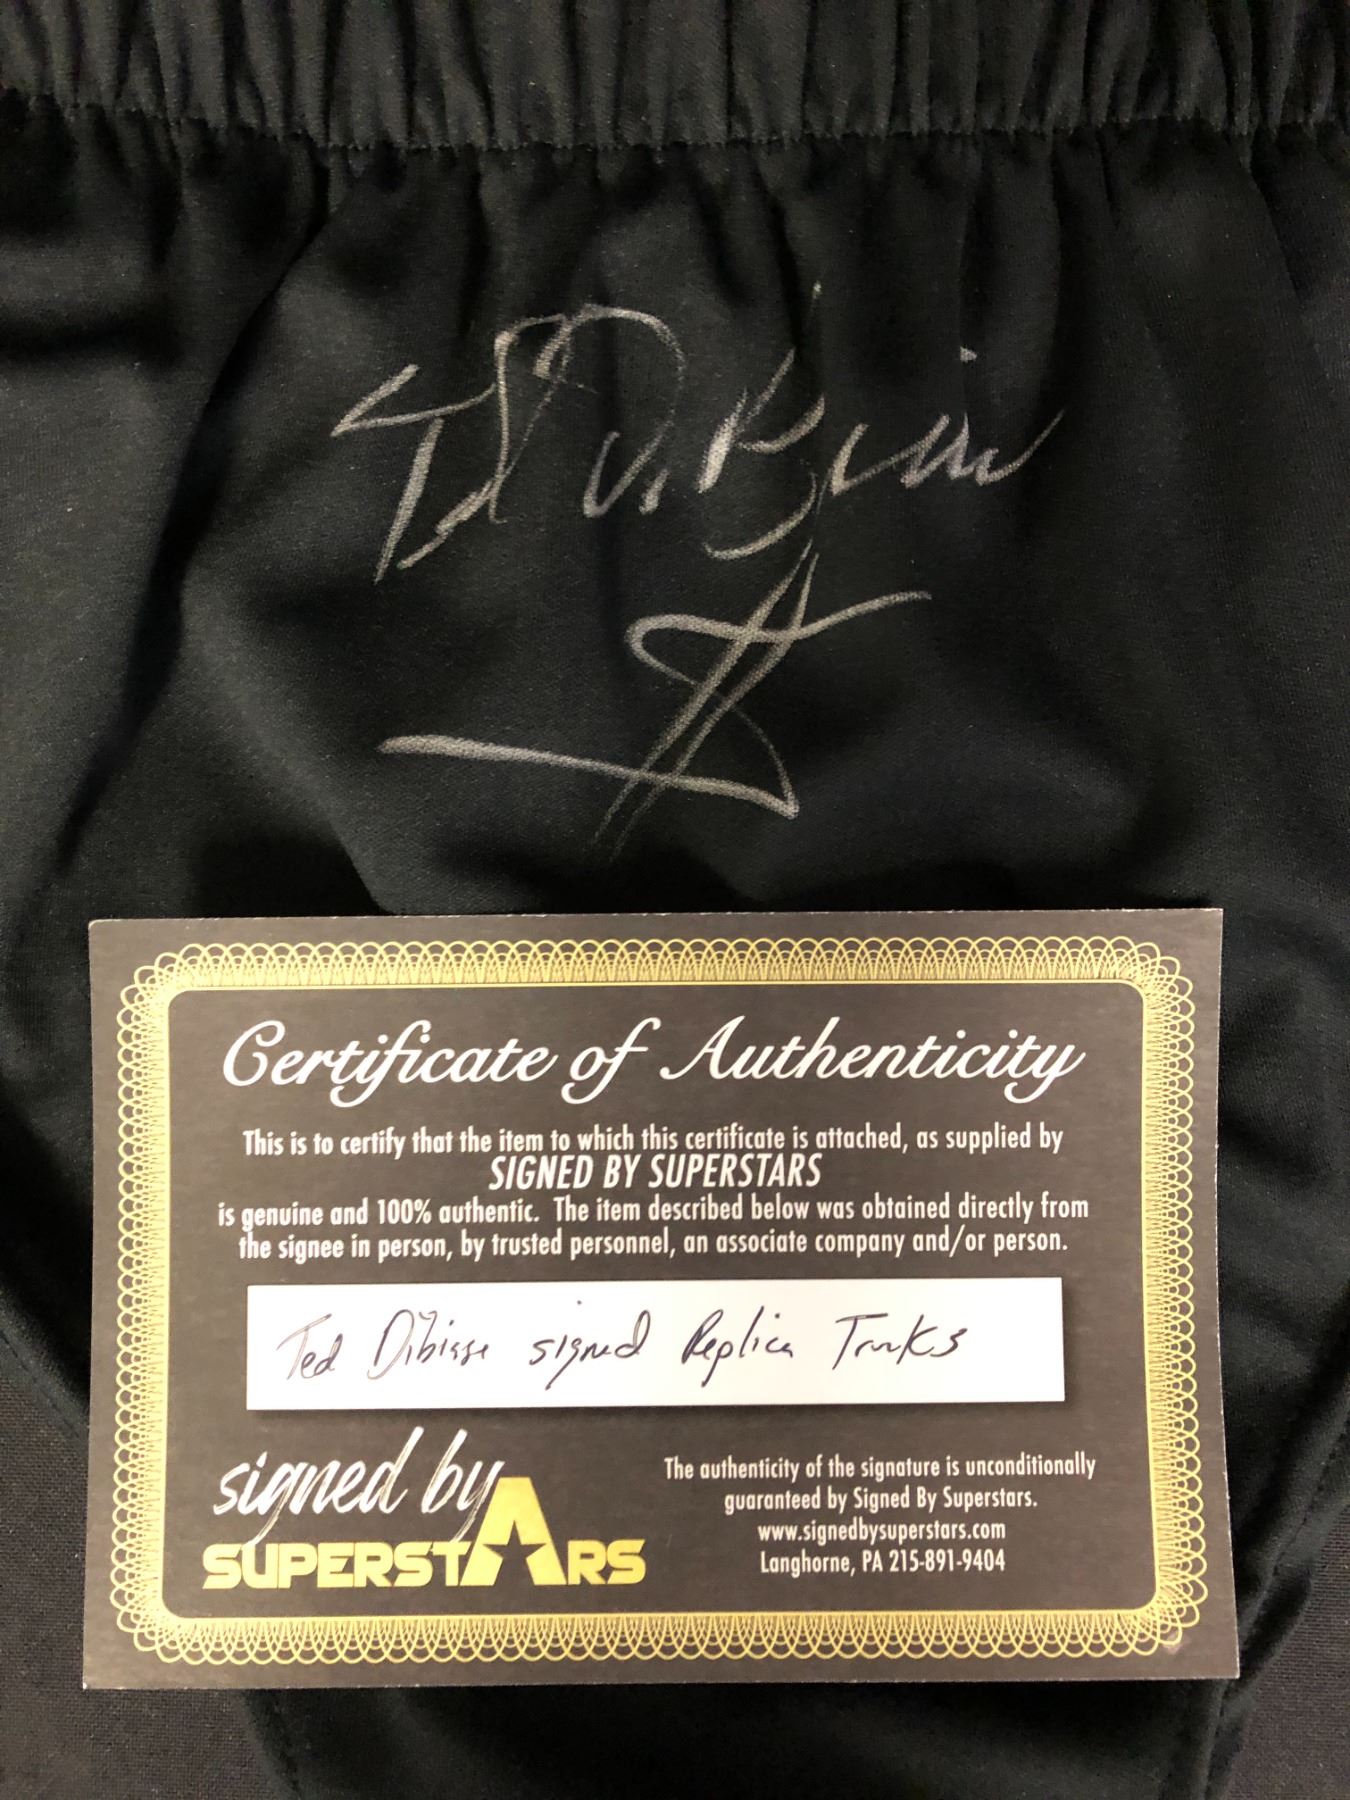 Ted DiBiase
$
Certificate of Authenticity
This is to certify that the item to which this certificate is attached, as supplied by
SIGNED BY SUPERSTARS
is genuine and 100% authentic. The item described below was obtained directly from
the signee in person, by trusted personnel, an associate company and/or person.
Ted Dibiase signed Replica Trunks
signed by
SUPERSTARS
The authenticity of the signature is unconditionally
guaranteed by Signed By Superstars.
www.signedbysuperstars.com
Langhorne, PA 215-891-9404